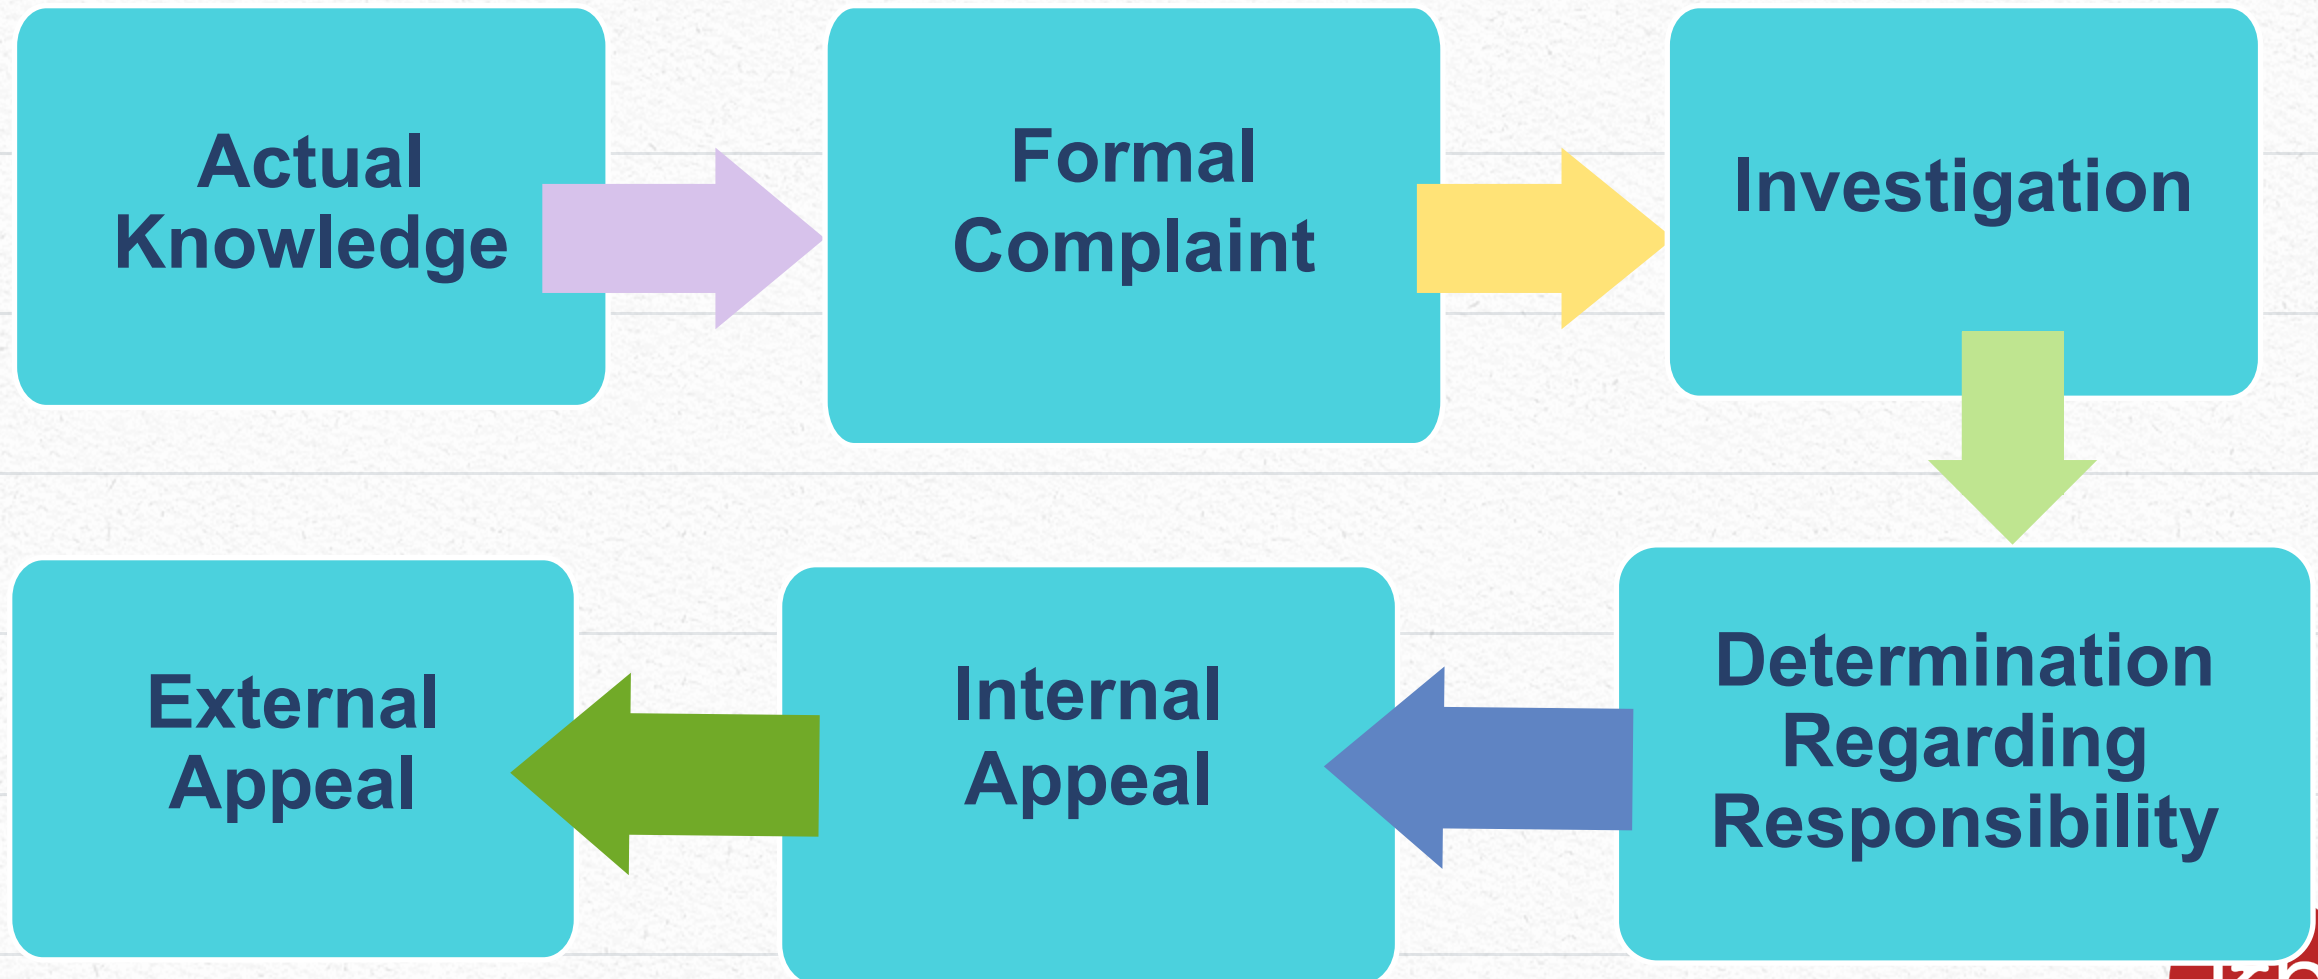 Actual
Knowledge
Formal
Complaint
Investigation
Determination
Regarding
Responsibility
Internal
Appeal
External
Appeal